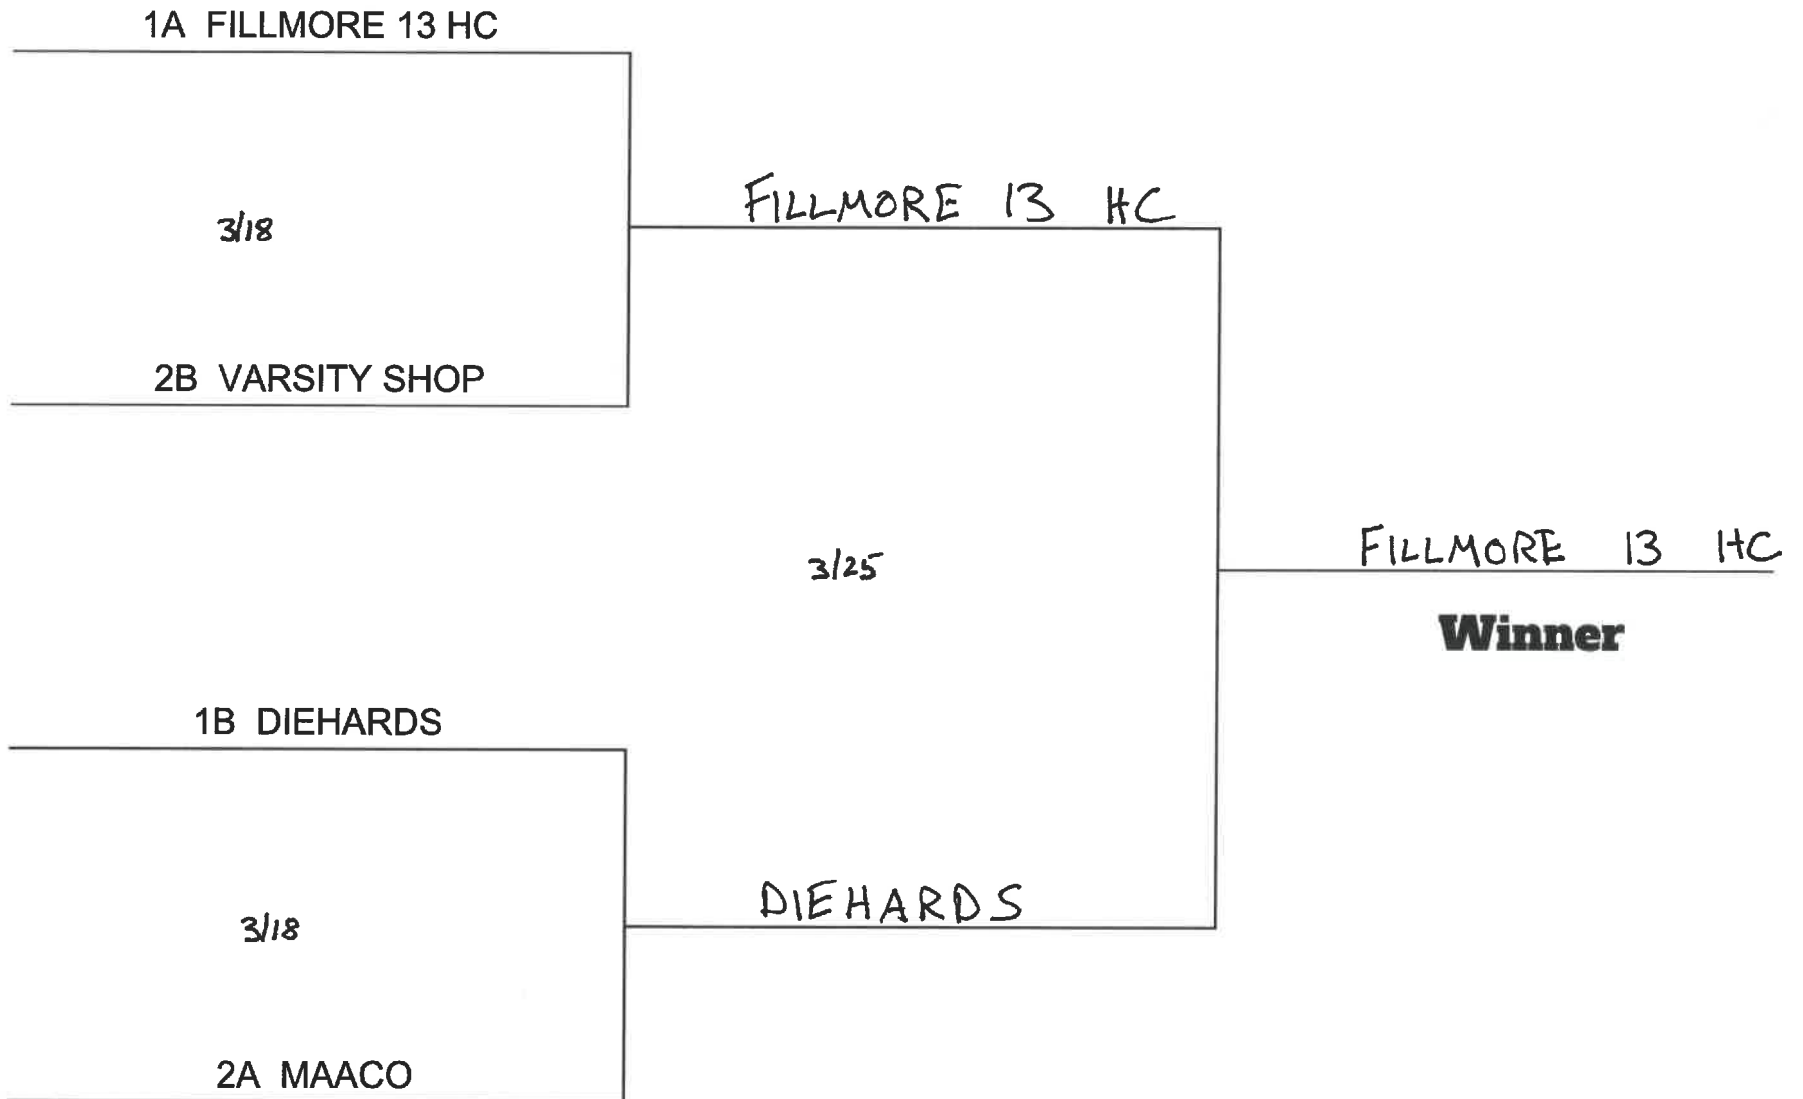 1A FILLMORE 13 HC
3/18
FILLMORE 13 HC
2B VARSITY SHOP
3/25
FILLMORE 13 HC
Winner
1B DIEHARDS
3/18
DIEHARDS
2A MAACO